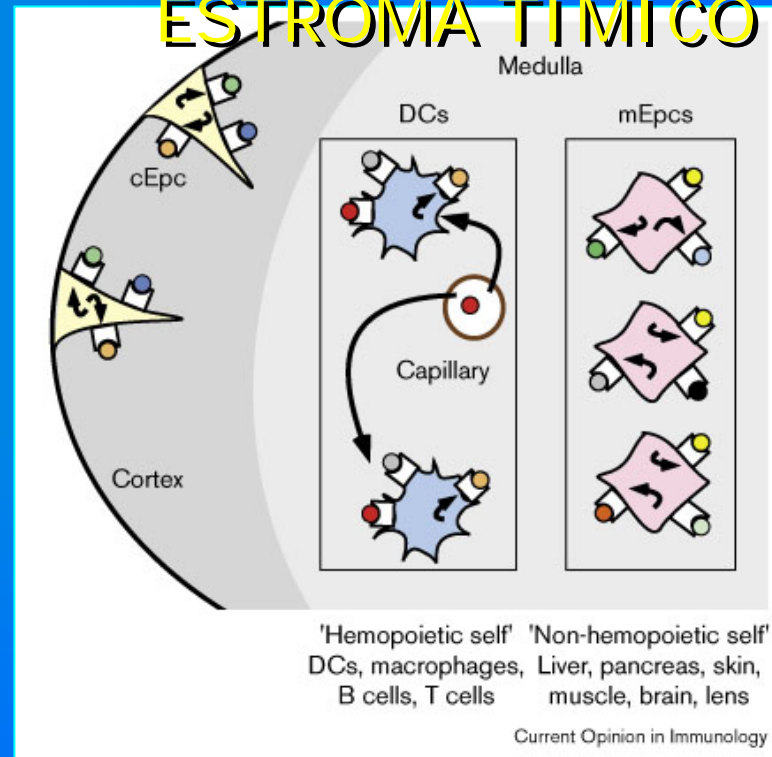 ESTROMA TIMICO
Medulla
DCs
mEpcs
cEpc
Capillary
Cortex
'Hemopoietic self' 'Non-hemopoietic self'
DCs, macrophages, Liver, pancreas, skin,
B cells, T cells muscle, brain, lens
Current Opinion in Immunology